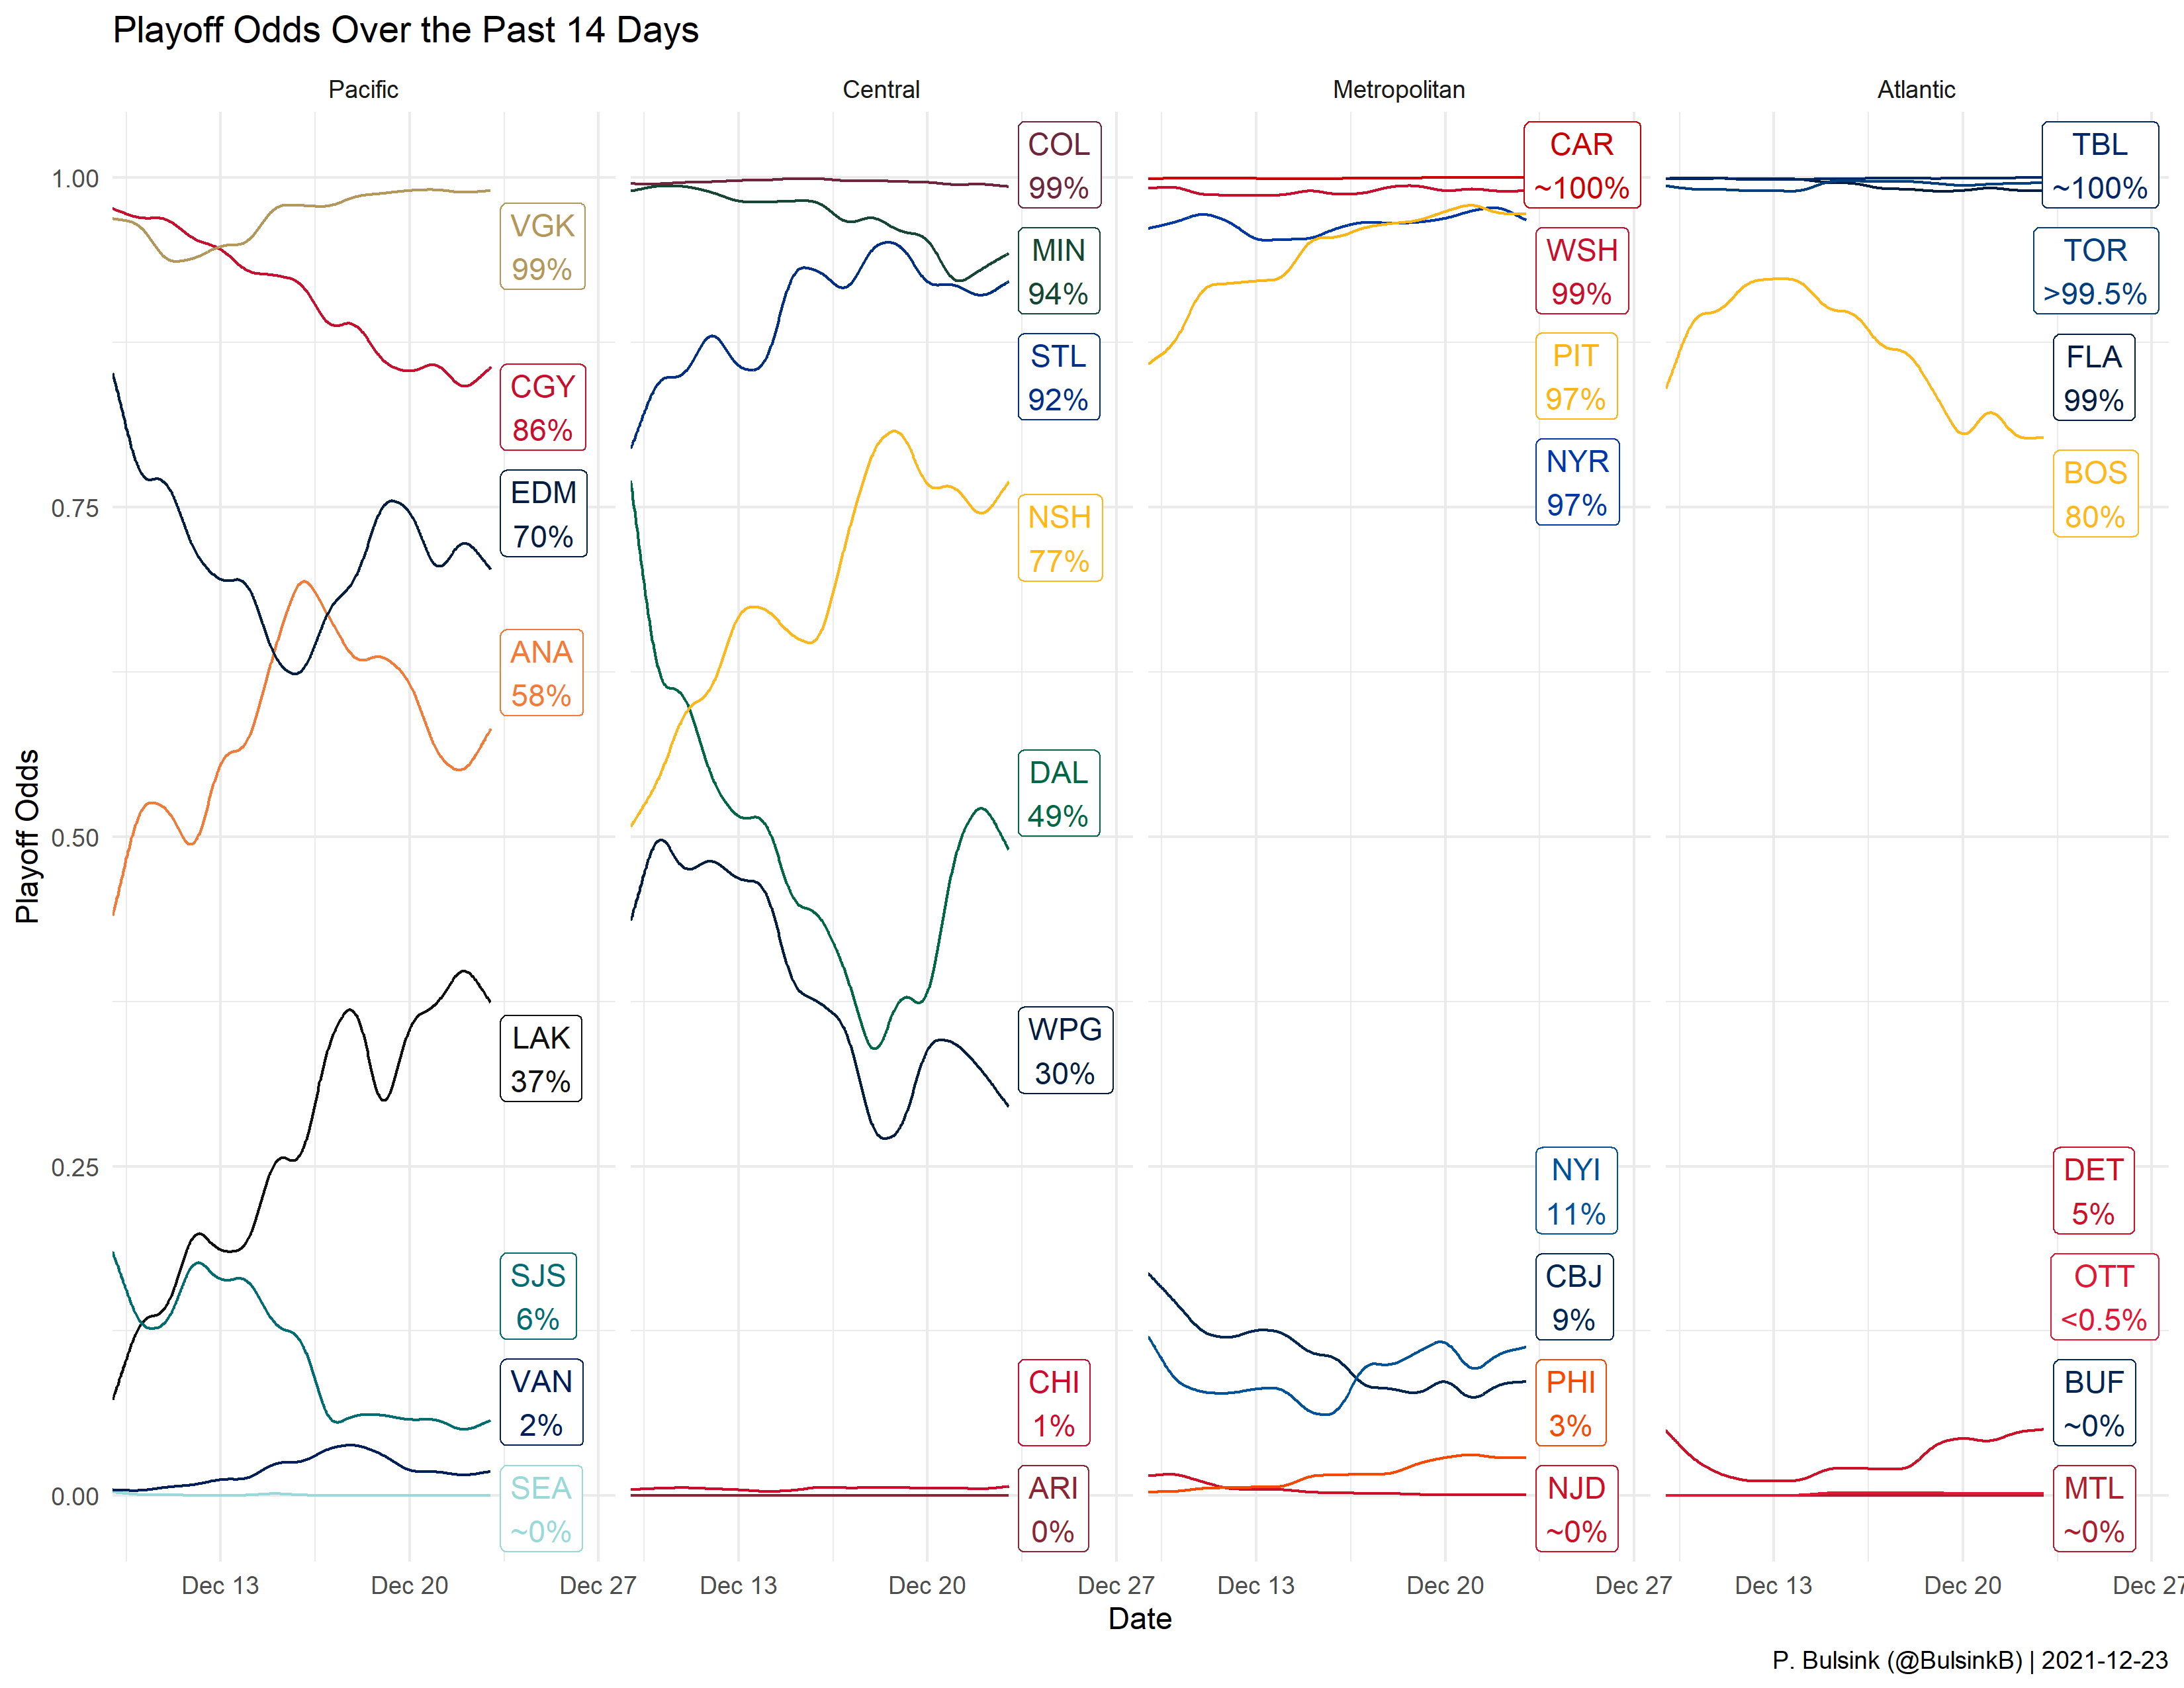 Playoff Odds Over the Past 14 Days
Pacific
Central
Metropolitan
Atlantic
Playoff Odds
1.00
0.75
0.50
0.25
0.00
VGK
99%
CGY
86%
EDM
70%
ANA
58%
LAK
37%
SJS
6%
VAN
2%
SEA
~0%
COL
99%
MIN
94%
STL
92%
NSH
77%
DAL
49%
WPG
30%
CHI
1%
ARI
0%
CAR
~100%
WSH
99%
PIT
97%
NYR
97%
NYI
11%
CBJ
9%
PHI
3%
NJD
~0%
TBL
~100%
TOR
>99.5%
FLA
99%
BOS
80%
DET
5%
OTT
<0.5%
BUF
~0%
MTL
~0%
Dec 13
Dec 20
Dec 27
Dec 13
Dec 20
Dec 27
Dec 13
Dec 20
Dec 27
Dec 13
Dec 20
Dec 27
Date
P. Bulsink (@BulsinkB) | 2021-12-23